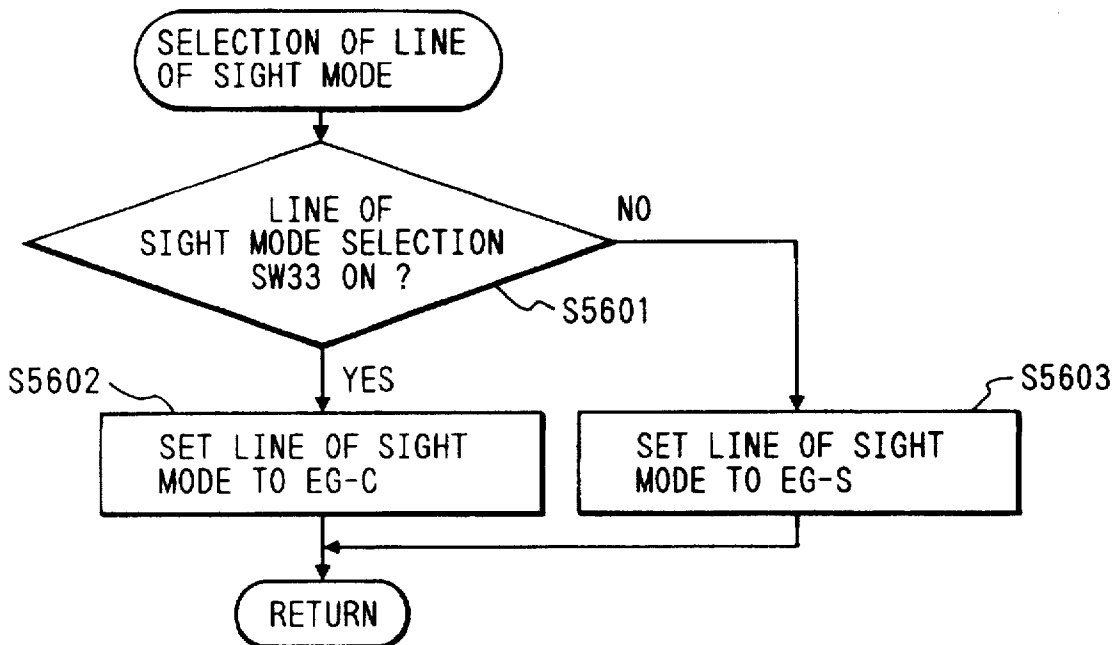 SELECTION OF LINE
OF SIGHT MODE
LINE OF
SIGHT MODE SELECTION
SW33 ON ?
NO
S5601
YES
S5602
S5603
SET LINE OF SIGHT
MODE TO EG-C
SET LINE OF SIGHT
MODE TO EG-S
RETURN